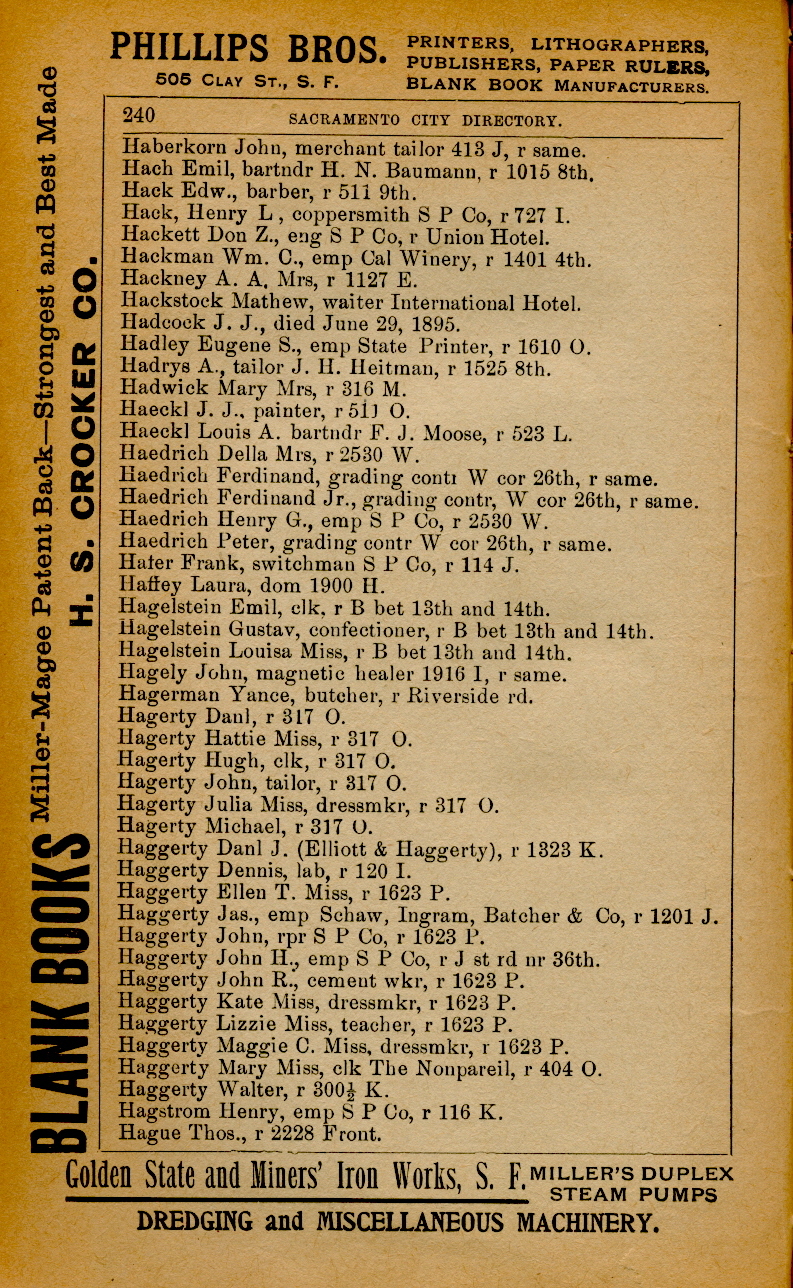 PHILLIPS BROS.
505 CLAY ST., S. F.
PRINTERS, LITHOGRAPHERS,
PUBLISHERS, PAPER RULERS,
BLANK BOOK MANUFACTURERS.
240 SACRAMENTO CITY DIRECTORY.
Haberkorn John, merchant tailor 413 J, r same.
Hach Emil, bartndr H. N. Baumann, r 1015 8th.
Hack Edw., barber, r 511 9th.
Hack, Henry L , coppersmith S P Co, r 727 I.
Hackett Don Z., eng S P Co, r Union Hotel.
Hackman Wm. C., emp Cal Winery, r 1401 4th.
Hackney A. A. Mrs, r 1127 E.
Hackstock Mathew, waiter International Hotel.
Hadcock J. J., died June 29, 1895.
Hadley Eugene S., emp State Printer, r 1610 O.
Hadrys A., tailor J. H. Heitman, r 1525 8th.
Hadwick Mary Mrs, r 316 M.
Haeckl J. J., painter, r 511 O.
Haeckl Louis A. bartndr F. J. Moose, r 523 L.
Haedrich Della Mrs, r 2530 W.
Haedrich Ferdinand, grading contr W cor 26th, r same.
Haedrich Ferdinand Jr., grading contr, W cor 26th, r same.
Haedrich Henry G., emp S P Co, r 2530 W.
Haedrich Peter, grading contr W cor 26th, r same.
Hafer Frank, switchman S P Co, r 114 J.
Haffey Laura, dom 1900 H.
Hagelstein Emil, clk, r B bet 13th and 14th.
Hagelstein Gustav, confectioner, r B bet 13th and 14th.
Hagelstein Louisa Miss, r B bet 13th and 14th.
Hagely John, magnetic healer 1916 I, r same.
Hagerman Yance, butcher, r Riverside rd.
Hagerty Danl, r 317 O.
Hagerty Hattie Miss, r 317 O.
Hagerty Hugh, clk, r 317 O.
Hagerty John, tailor, r 317 O.
Hagerty Julia Miss, dressmkr, r 317 O.
Hagerty Michael, r 317 O.
Haggerty Danl J. (Elliott & Haggerty), r 1323 K.
Haggerty Dennis, lab, r 120 I.
Haggerty Ellen T. Miss, r 1623 P.
Haggerty Jas., emp Schaw, Ingram, Batcher & Co, r 1201 J.
Haggerty John, rpr S P Co, r 1623 P.
Haggerty John H., emp S P Co, r J st rd nr 36th.
Haggerty John R., cement wkr, r 1623 P.
Haggerty Kate Miss, dressmkr, r 1623 P.
Haggerty Lizzie Miss, teacher, r 1623 P.
Haggerty Maggie C. Miss, dressmkr, r 1623 P.
Haggerty Mary Miss, clk The Nonpareil, r 404 O.
Haggerty Walter, r 300½ K.
Hagstrom Henry, emp S P Co, r 116 K.
Hague Thos., r 2228 Front.
BLANK BOOKS
Miller-Magee Patent Back—Strongest and Best Made
H. S. CROCKER CO.
Golden State and Miners' Iron Works, S. F.
MILLER'S DUPLEX
STEAM PUMPS
DREDGING and MISCELLANEOUS MACHINERY.